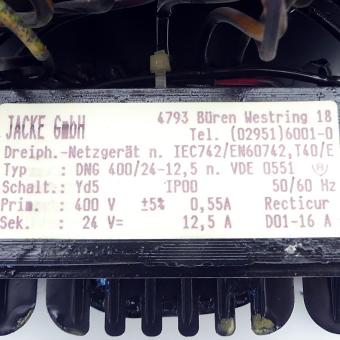 JACKE GmbH 4793 Büren Westring 18
Tel. (02951)6001-0
Dreiph.-Netzgerät n. IEC742/EN60742,T40/E
Typ : DNG 400/24-12,5 n. VDE 0551
Schalt.: Yd5 IP00 50/60 Hz
Prim.: 400 V ±5% 0,55A Recticur
Sek. : 24 V= 12,5 A D01-16 A